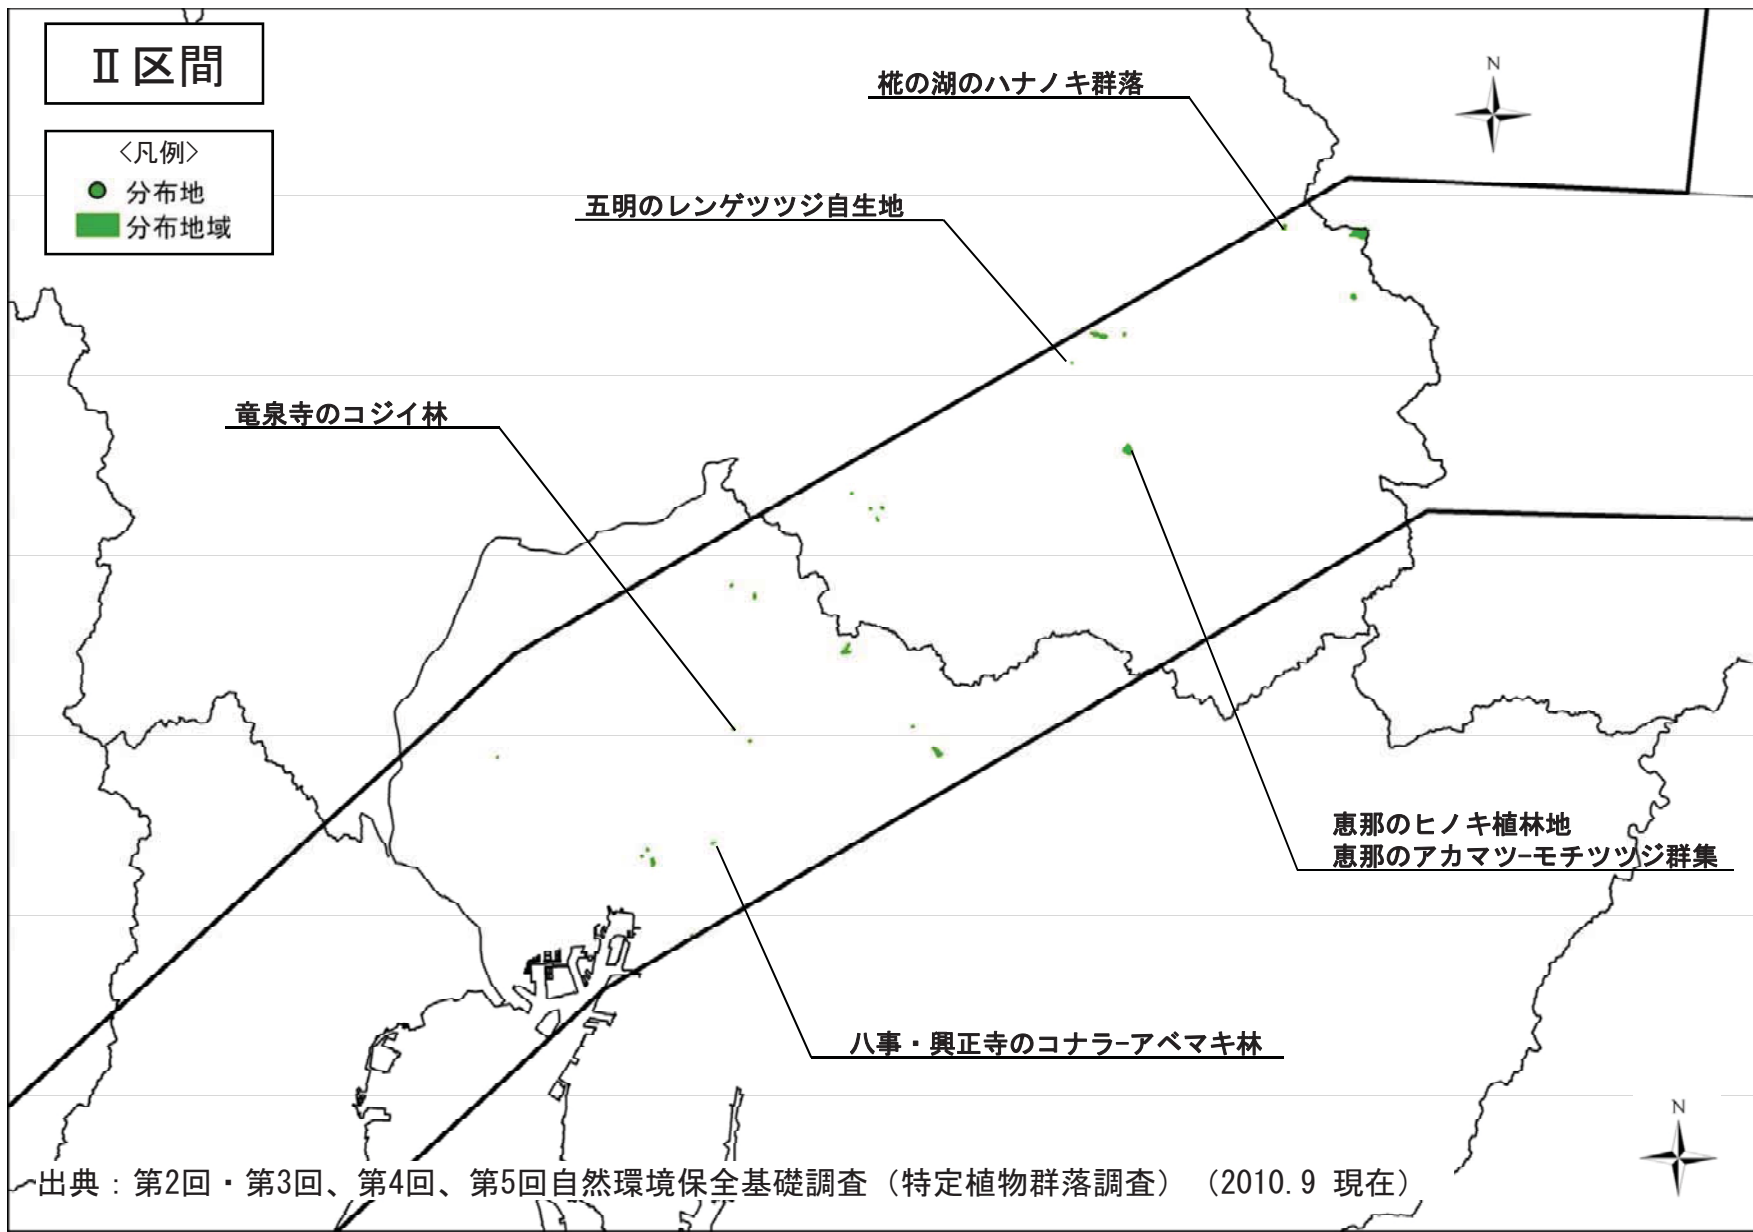 Ⅱ区間
<凡例>
分布地
分布地域
N
椛の湖のハナノキ群落
五明のレンゲツツジ自生地
竜泉寺のコジイ林
恵那のヒノキ植林地
恵那のアカマツ-モチツツジ群集
八事・興正寺のコナラ-アベマキ林
N
出典：第2回・第3回、第4回、第5回自然環境保全基礎調査（特定植物群落調査）（2010.9 現在）